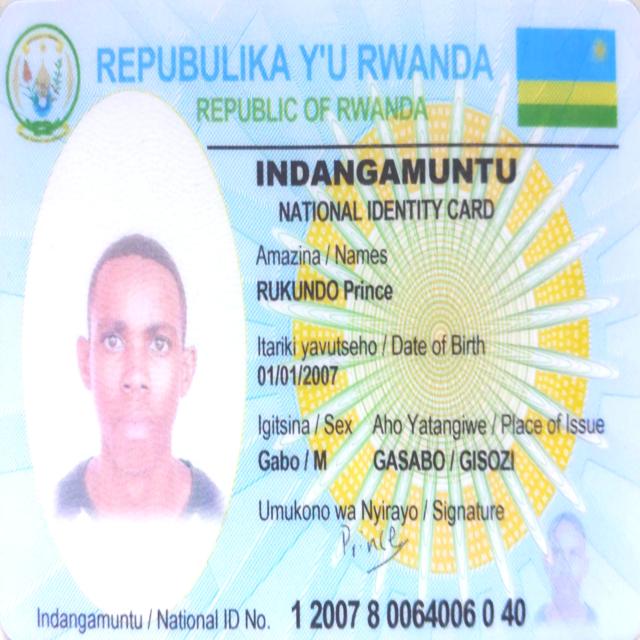 REPUBULIKA Y'U RWANDA
REPUBLIC OF RWANDA
INDANGAMUNTU
NATIONAL IDENTITY CARD
Amazina / Names
RUKUNDO Prince
Itariki yavutseho / Date of Birth
01/01/2007
Igitsina / Sex Aho Yatangiwe / Place of Issue
Gabo / M GASABO / GISOZI
Umukono wa Nyirayo / Signature
Prince
Indangamuntu / National ID No. 1 2007 8 0064006 0 40